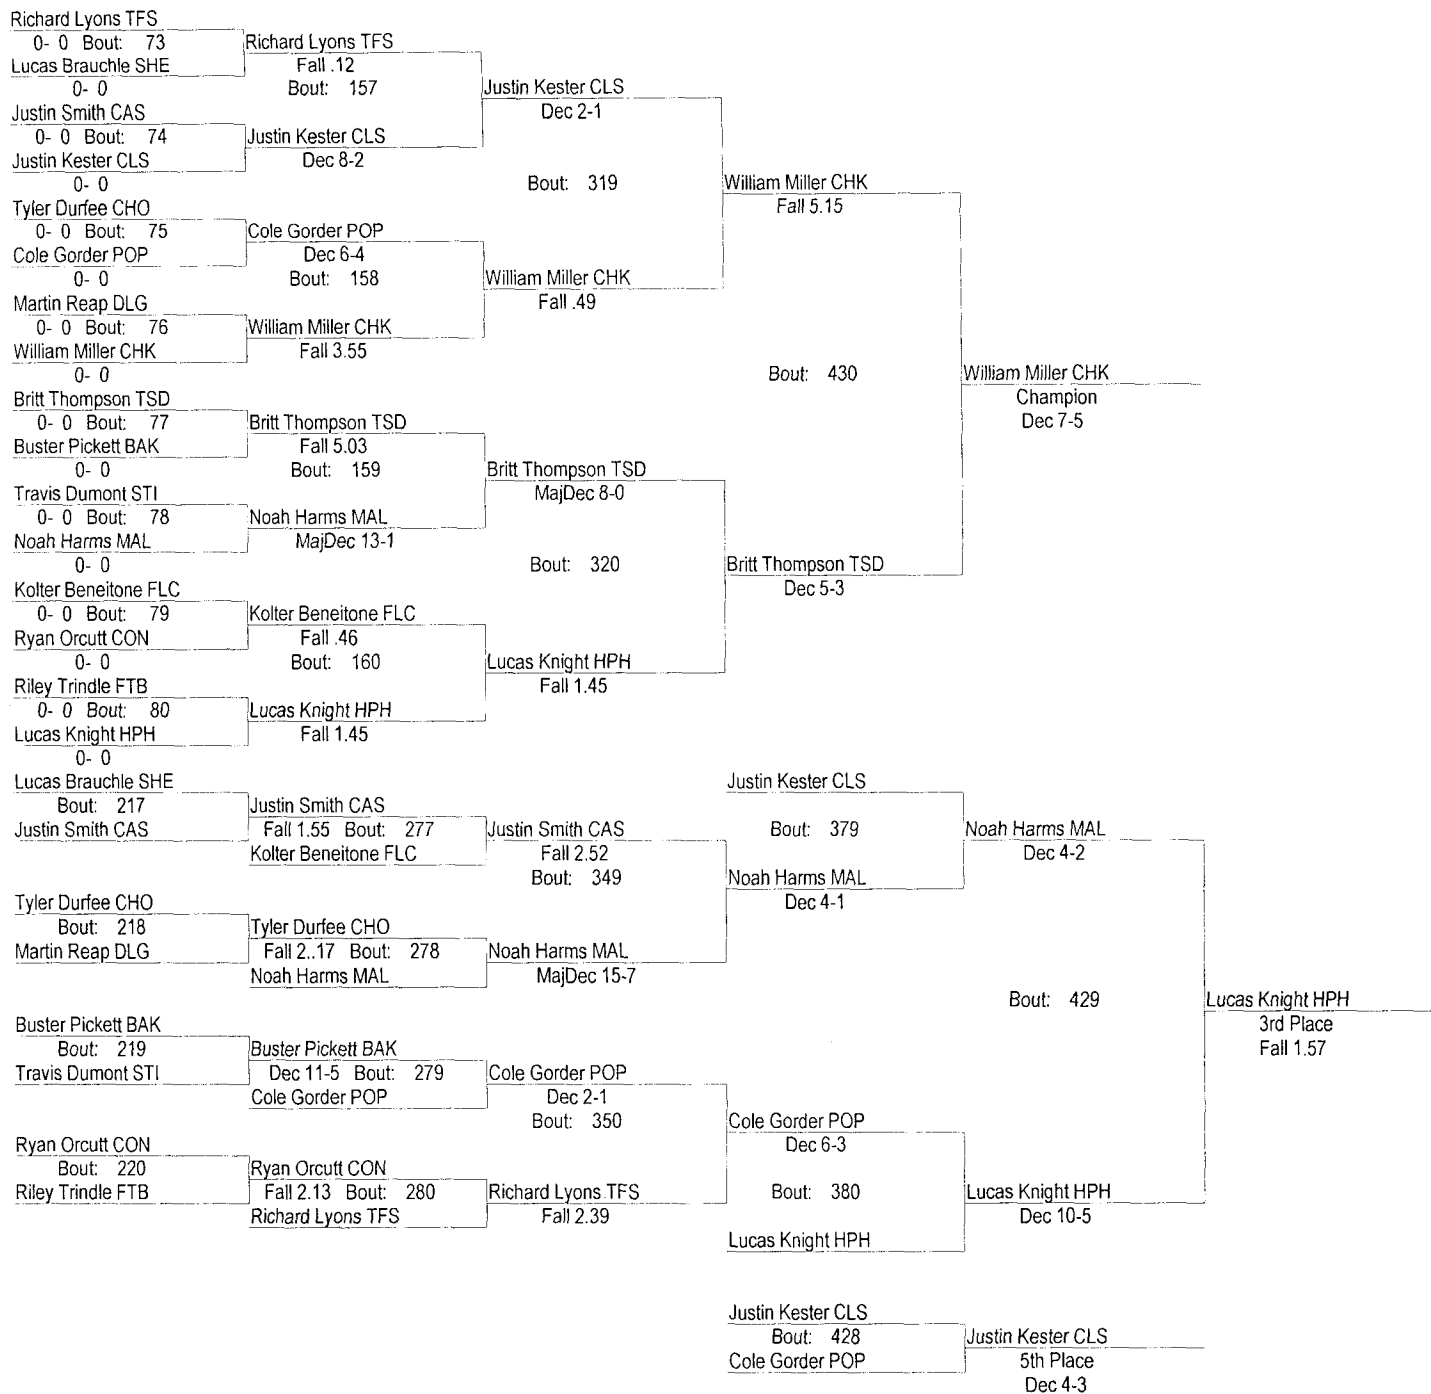 Richard Lyons TFS
0- 0 Bout: 73
Lucas Brauchle SHE
0- 0
Justin Smith CAS
0- 0 Bout: 74
Justin Kester CLS
0- 0
Tyler Durfee CHO
0- 0 Bout: 75
Cole Gorder POP
0- 0
Martin Reap DLG
0- 0 Bout: 76
William Miller CHK
0- 0
Britt Thompson TSD
0- 0 Bout: 77
Buster Pickett BAK
0- 0
Travis Dumont STI
0- 0 Bout: 78
Noah Harms MAL
0- 0
Kolter Beneitone FLC
0- 0 Bout: 79
Ryan Orcutt CON
0- 0
Riley Trindle FTB
0- 0 Bout: 80
Lucas Knight HPH
0- 0
Richard Lyons TFS
Fall .12
Bout: 157
Justin Kester CLS
Dec 8-2
Cole Gorder POP
Dec 6-4
Bout: 158
William Miller CHK
Fall 3.55
Britt Thompson TSD
Fall 5.03
Bout: 159
Noah Harms MAL
MajDec 13-1
Kolter Beneitone FLC
Fall .46
Bout: 160
Lucas Knight HPH
Fall 1.45
Justin Kester CLS
Dec 2-1
Bout: 319
William Miller CHK
Fall .49
Britt Thompson TSD
MajDec 8-0
Bout: 320
Lucas Knight HPH
Fall 1.45
William Miller CHK
Fall 5.15
Bout: 430
Britt Thompson TSD
Dec 5-3
William Miller CHK
Champion
Dec 7-5
Lucas Brauchle SHE
Bout: 217
Justin Smith CAS
Tyler Durfee CHO
Bout: 218
Martin Reap DLG
Buster Pickett BAK
Bout: 219
Travis Dumont STI
Ryan Orcutt CON
Bout: 220
Riley Trindle FTB
Justin Smith CAS
Fall 1.55 Bout: 277
Kolter Beneitone FLC
Tyler Durfee CHO
Fall 2..17 Bout: 278
Noah Harms MAL
Buster Pickett BAK
Dec 11-5 Bout: 279
Cole Gorder POP
Ryan Orcutt CON
Fall 2.13 Bout: 280
Richard Lyons TFS
Justin Smith CAS
Fall 2.52
Bout: 349
Noah Harms MAL
MajDec 15-7
Cole Gorder POP
Dec 2-1
Bout: 350
Richard Lyons TFS
Fall 2.39
Justin Kester CLS
Bout: 379
Noah Harms MAL
Dec 4-1
Cole Gorder POP
Dec 6-3
Bout: 380
Lucas Knight HPH
Noah Harms MAL
Dec 4-2
Bout: 429
Lucas Knight HPH
Dec 10-5
Lucas Knight HPH
3rd Place
Fall 1.57
Justin Kester CLS
Bout: 428
Cole Gorder POP
Justin Kester CLS
5th Place
Dec 4-3